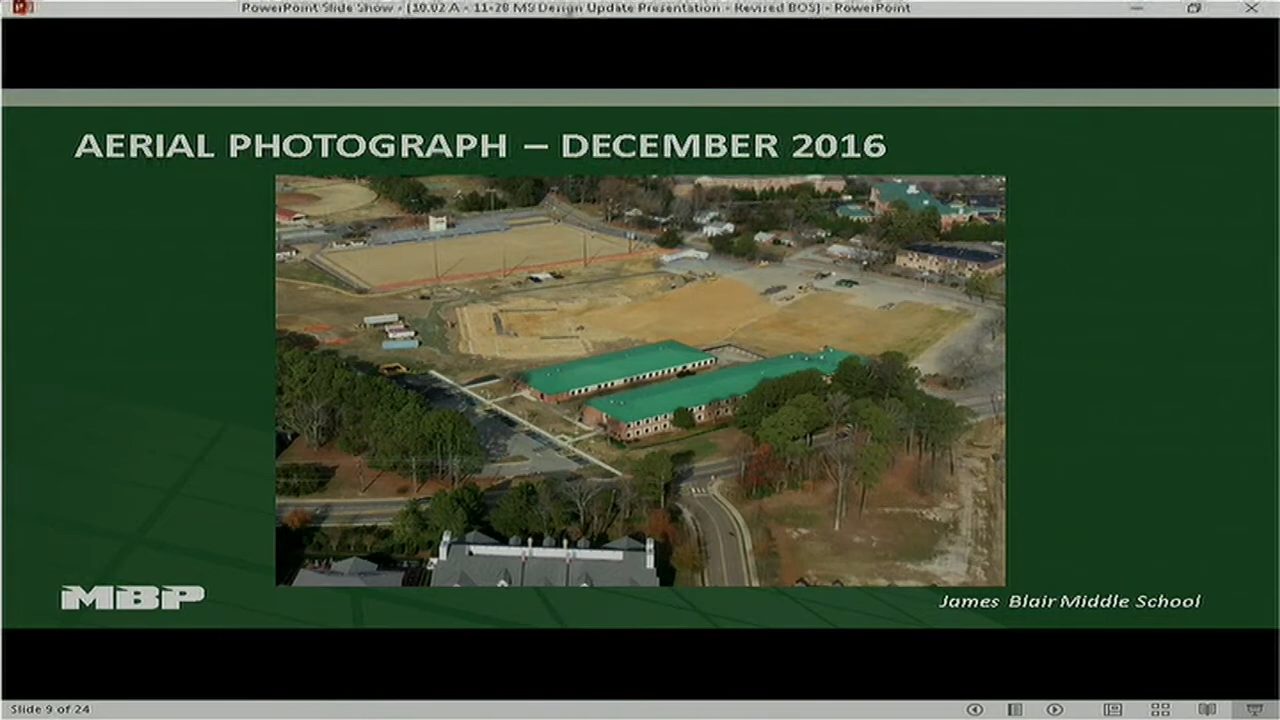 PowerPoint Slide Show - [10.02 A - 11-28 MS Design Update Presentation - Revised BOS] - PowerPoint
AERIAL PHOTOGRAPH – DECEMBER 2016
MBP
James Blair Middle School
Slide 9 of 24